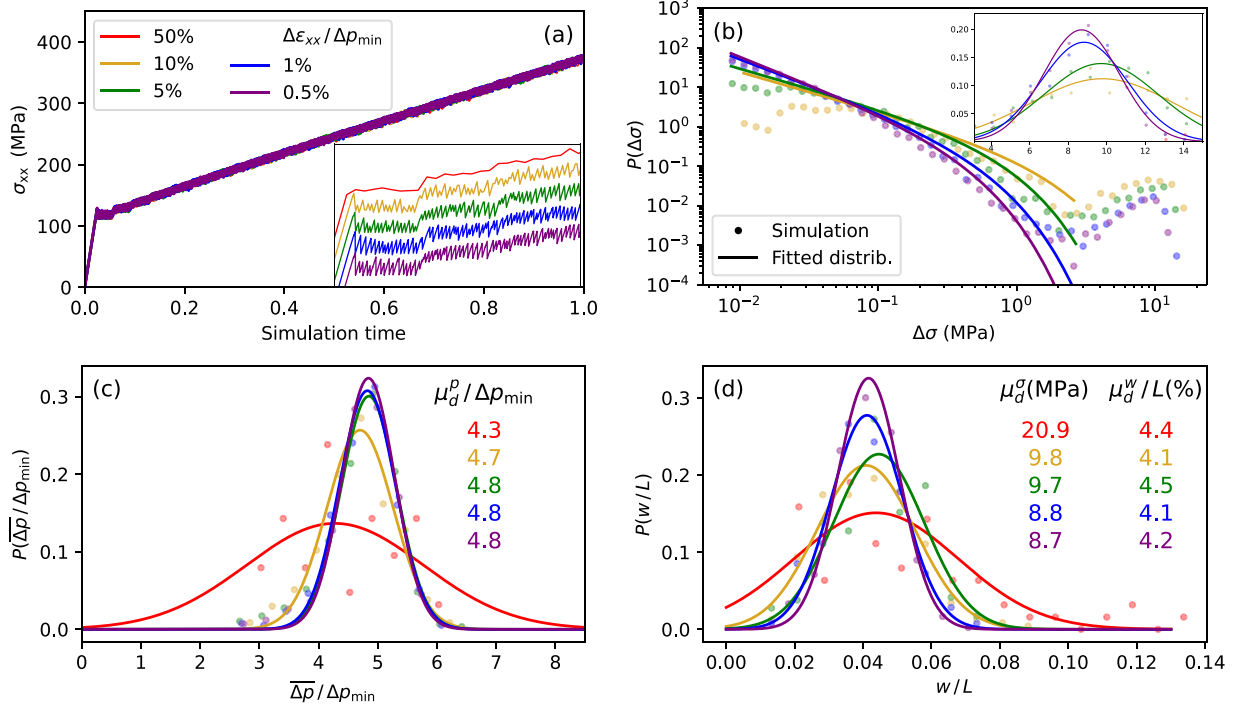 (a)
50%
10%
5%
Δε_xx / Δp_min
1%
0.5%
400
300
200
100
0
σ_xx (MPa)
0.0 0.2 0.4 0.6 0.8 1.0
Simulation time
(b)
10^3
10^2
10^1
10^0
10^−1
10^−2
10^−3
10^−4
P(Δσ)
0.20
0.15
0.10
0.05
4 6 8 10 12 14
Simulation
Fitted distrib.
10^−2 10^−1 10^0 10^1
Δσ (MPa)
(c)
μ_d^p / Δp_min
4.3
4.7
4.8
4.8
4.8
0.3
0.2
0.1
0.0
P(\overline{Δp} / Δp_min)
0 1 2 3 4 5 6 7 8
\overline{Δp} / Δp_min
(d)
μ_d^σ(MPa) μ_d^w / L(%)
20.9 4.4
9.8 4.1
9.7 4.5
8.8 4.1
8.7 4.2
0.3
0.2
0.1
0.0
P(w / L)
0.00 0.02 0.04 0.06 0.08 0.10 0.12 0.14
w / L